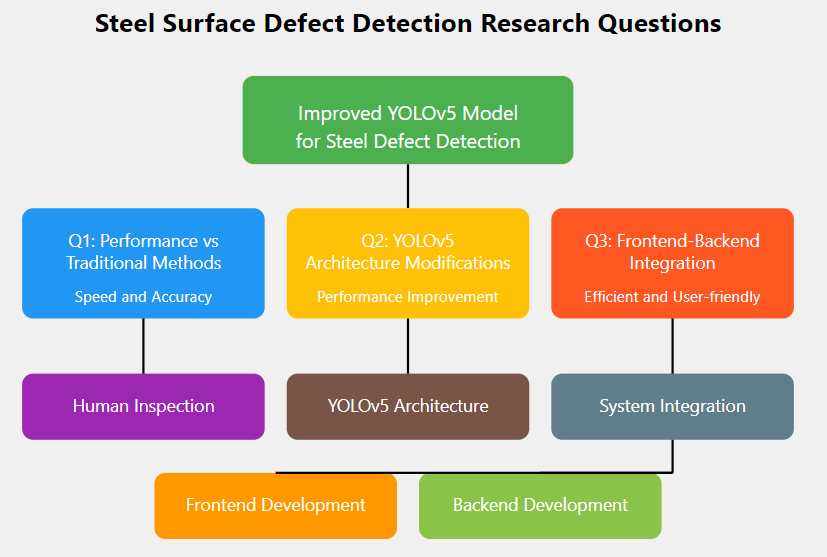 Steel Surface Defect Detection Research Questions
Improved YOLOv5 Model
for Steel Defect Detection
Q1: Performance vs
Traditional Methods
Speed and Accuracy
Q2: YOLOv5
Architecture Modifications
Performance Improvement
Q3: Frontend-Backend
Integration
Efficient and User-friendly
Human Inspection
YOLOv5 Architecture
System Integration
Frontend Development
Backend Development